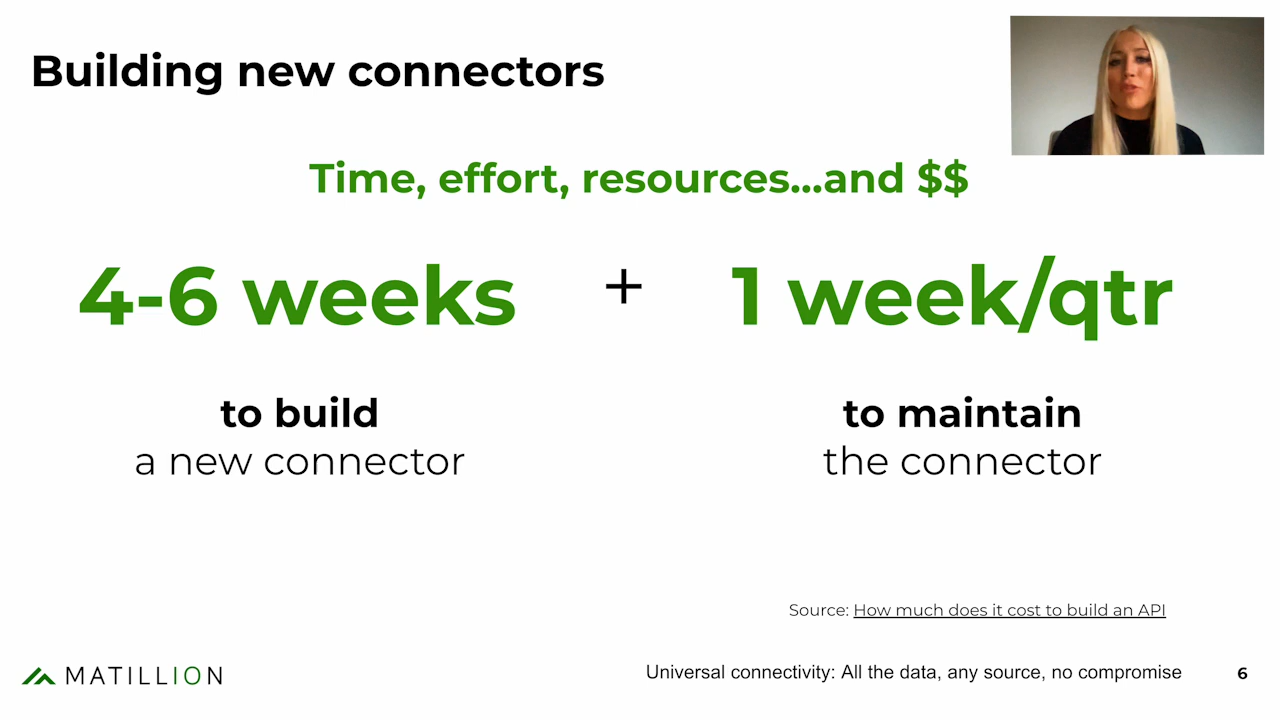 Building new connectors
Time, effort, resources...and $$
4-6 weeks + 1 week/qtr
to build
a new connector
to maintain
the connector
Source: How much does it cost to build an API
MATILLION
Universal connectivity: All the data, any source, no compromise
6